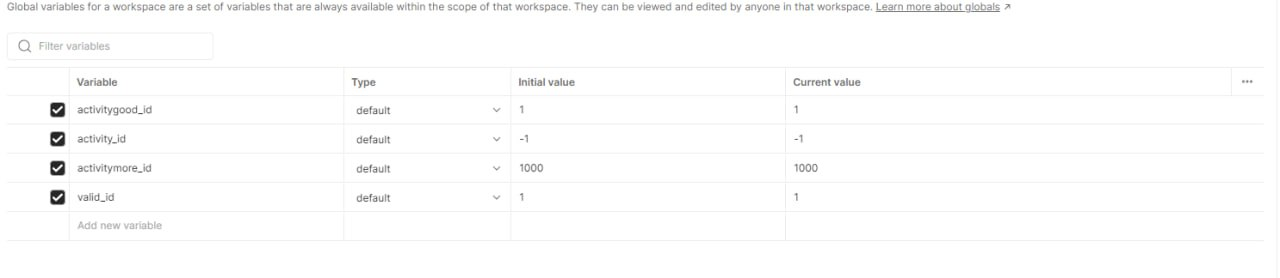 Global variables for a workspace are a set of variables that are always available within the scope of that workspace. They can be viewed and edited by anyone in that workspace. Learn more about globals ↗
Filter variables
Variable Type Initial value Current value
activitygood_id default 1 1
activity_id default -1 -1
activitymore_id default 1000 1000
valid_id default 1 1
Add new variable